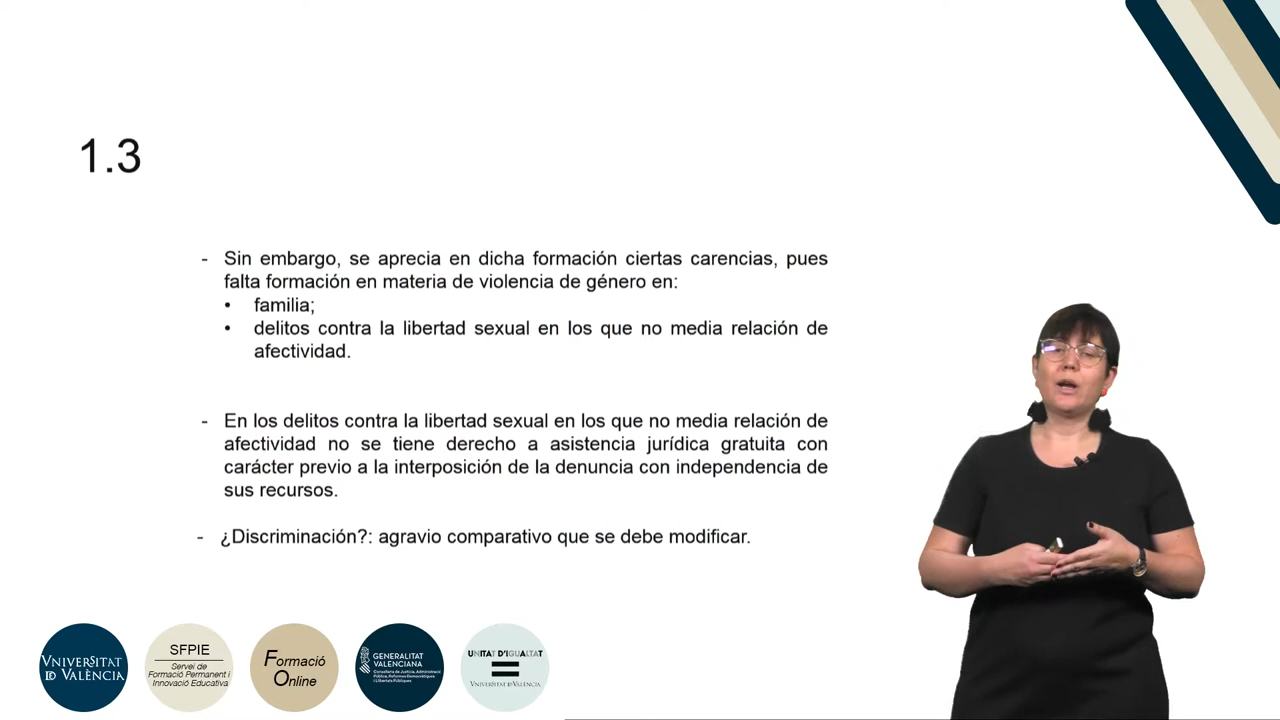 1.3
- Sin embargo, se aprecia en dicha formación ciertas carencias, pues
falta formación en materia de violencia de género en:
• familia;
• delitos contra la libertad sexual en los que no media relación de
afectividad.
- En los delitos contra la libertad sexual en los que no media relación de
afectividad no se tiene derecho a asistencia jurídica gratuita con
carácter previo a la interposición de la denuncia con independencia de
sus recursos.
- ¿Discriminación?: agravio comparativo que se debe modificar.
VNIVERSITAT
ID VALÈNCIA
SFPIE
Servei de
Formació Permanent i
Innovació Educativa
Formació
Online
GENERALITAT
VALENCIANA
Conselleria de Justícia, Administració
Pública, Reformes Democràtiques
i Llibertats Públiques
UNITAT D'IGUALTAT
VNIVERSITAT ID VALÈNCIA